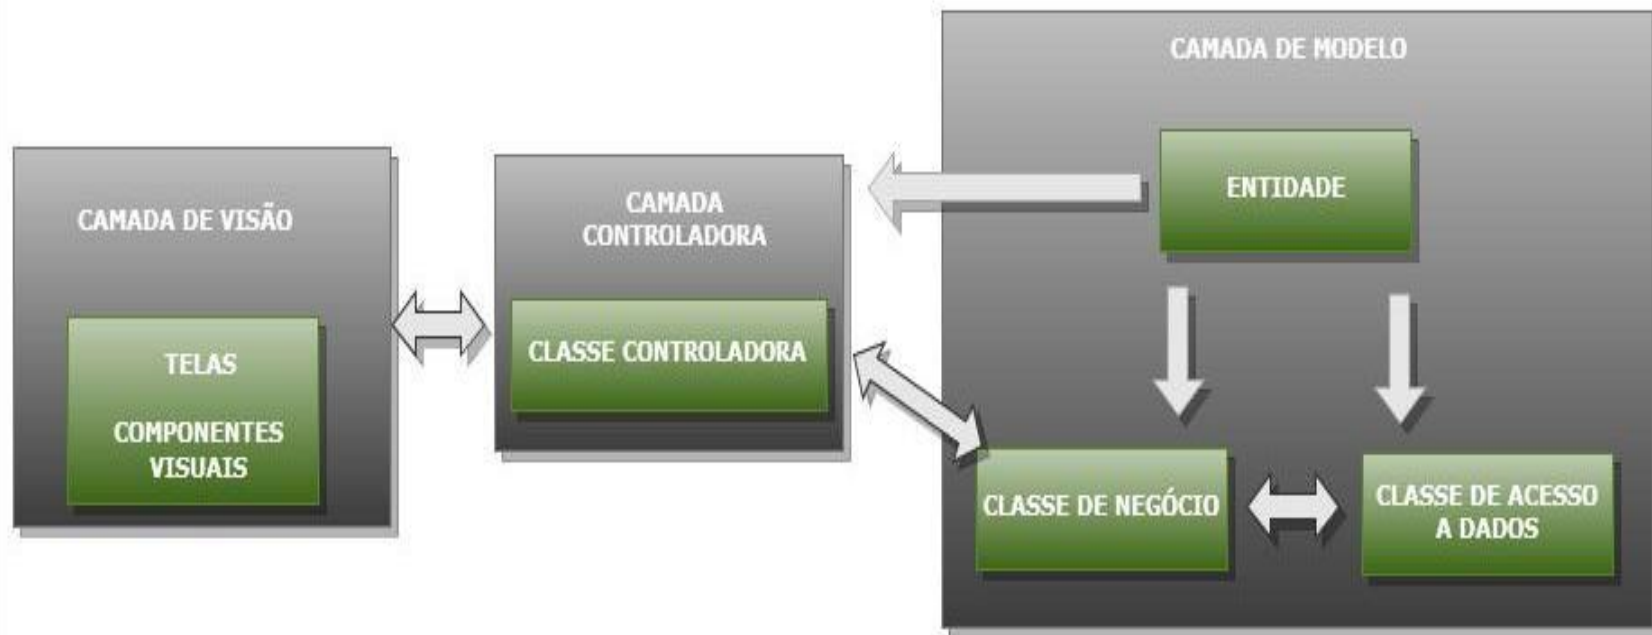 CAMADA DE VISÃO
TELAS
COMPONENTES
VISUAIS
CAMADA
CONTROLADORA
CLASSE CONTROLADORA
CAMADA DE MODELO
ENTIDADE
CLASSE DE NEGÓCIO
CLASSE DE ACESSO
A DADOS